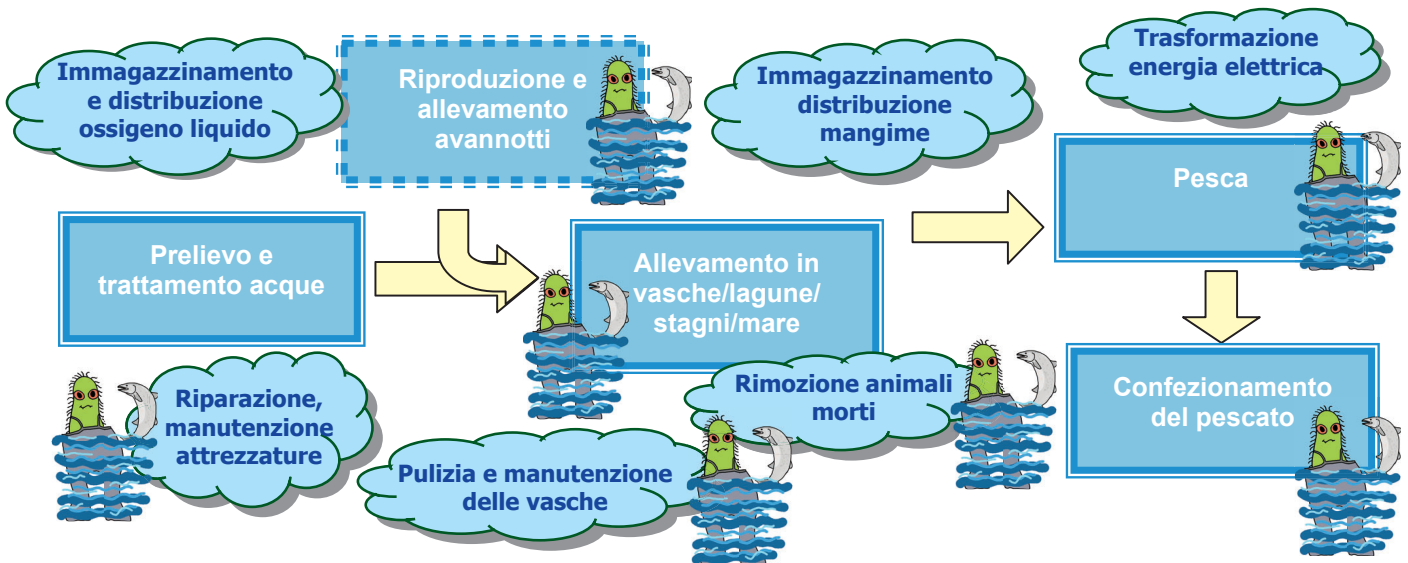 Immagazzinamento
e distribuzione
ossigeno liquido
Riproduzione e
allevamento
avannotti
Immagazzinamento
distribuzione
mangime
Trasformazione
energia elettrica
Prelievo e
trattamento acque
Allevamento in
vasche/lagune/
stagni/mare
Pesca
Riparazione,
manutenzione
attrezzature
Pulizia e manutenzione
delle vasche
Rimozione animali
morti
Confezionamento
del pescato